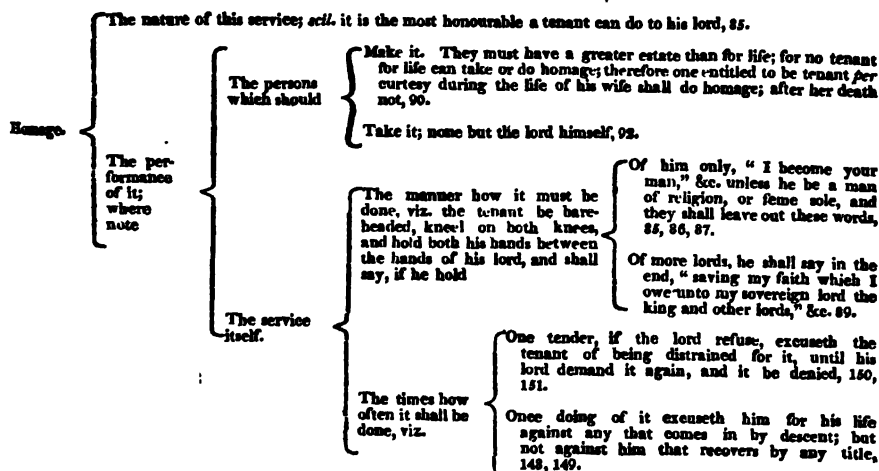 The nature of this service; scil. it is the most honourable a tenant can do to his lord, 85.
Homage.
The per-
formance
of it;
where
note
The persons
which should
Make it. They must have a greater estate than for life; for no tenant
for life can take or do homage; therefore one entitled to be tenant per
curtesy during the life of his wife shall do homage; after her death
not, 90.
Take it; none but the lord himself, 92.
The service
itself.
The manner how it must be
done, viz. the tenant be bare-
headed, kneel on both knees,
and hold both his hands between
the hands of his lord, and shall
say, if he hold
Of him only, “ I become your
man,” &c. unless he be a man
of religion, or feme sole, and
they shall leave out these words,
85, 86, 87.
Of more lords, he shall say in the
end, “ saving my faith which I
owe unto my sovereign lord the
king and other lords,” &c. 89.
The times how
often it shall be
done, viz.
One tender, if the lord refuse, excuseth the
tenant of being distrained for it, until his
lord demand it again, and it be denied, 150,
151.
Once doing of it excuseth him for his life
against any that comes in by descent; but
not against him that recovers by any title,
148, 149.